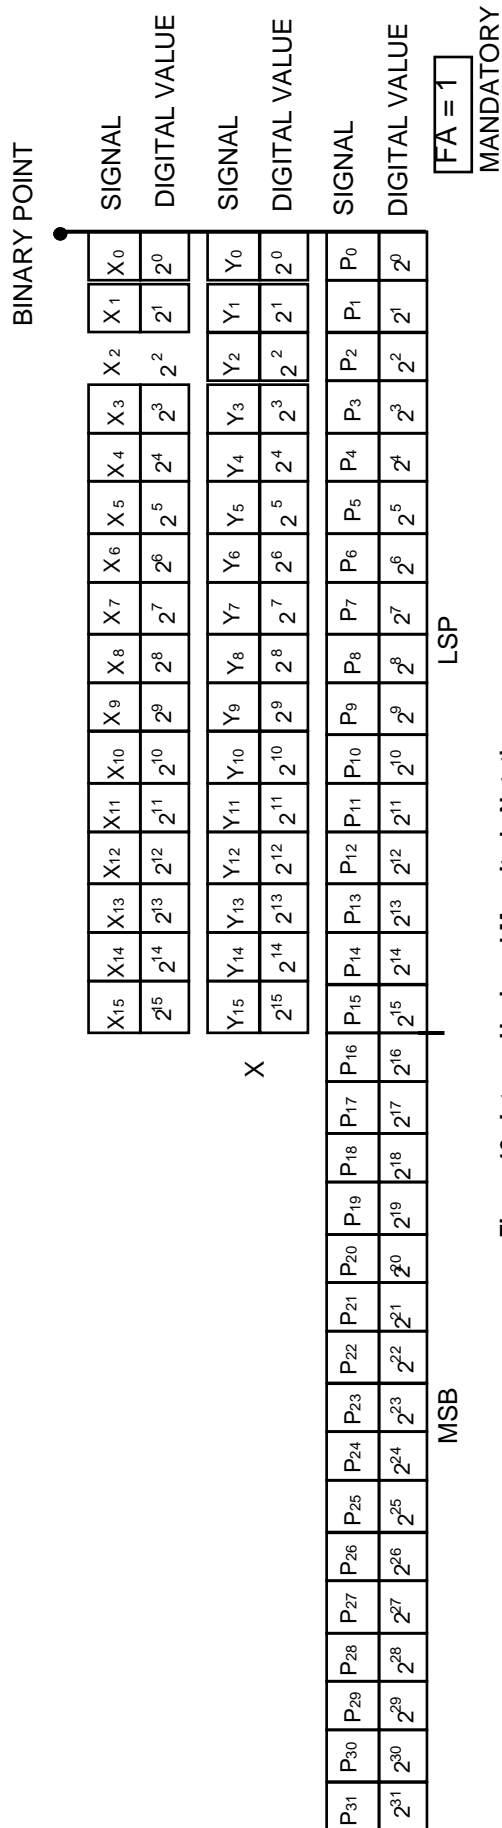 BINARY POINT
X15 X14 X13 X12 X11 X10 X9 X8 X7 X6 X5 X4 X3 X2 X1 X0 SIGNAL
2^15 2^14 2^13 2^12 2^11 2^10 2^9 2^8 2^7 2^6 2^5 2^4 2^3 2^2 2^1 2^0 DIGITAL VALUE
X Y15 Y14 Y13 Y12 Y11 Y10 Y9 Y8 Y7 Y6 Y5 Y4 Y3 Y2 Y1 Y0 SIGNAL
2^15 2^14 2^13 2^12 2^11 2^10 2^9 2^8 2^7 2^6 2^5 2^4 2^3 2^2 2^1 2^0 DIGITAL VALUE
P31 P30 P29 P28 P27 P26 P25 P24 P23 P22 P21 P20 P19 P18 P17 P16 P15 P14 P13 P12 P11 P10 P9 P8 P7 P6 P5 P4 P3 P2 P1 P0 SIGNAL
2^31 2^30 2^29 2^28 2^27 2^26 2^25 2^24 2^23 2^22 2^21 2^20 2^19 2^18 2^17 2^16 2^15 2^14 2^13 2^12 2^11 2^10 2^9 2^8 2^7 2^6 2^5 2^4 2^3 2^2 2^1 2^0 DIGITAL VALUE
MSB LSP FA = 1
MANDATORY